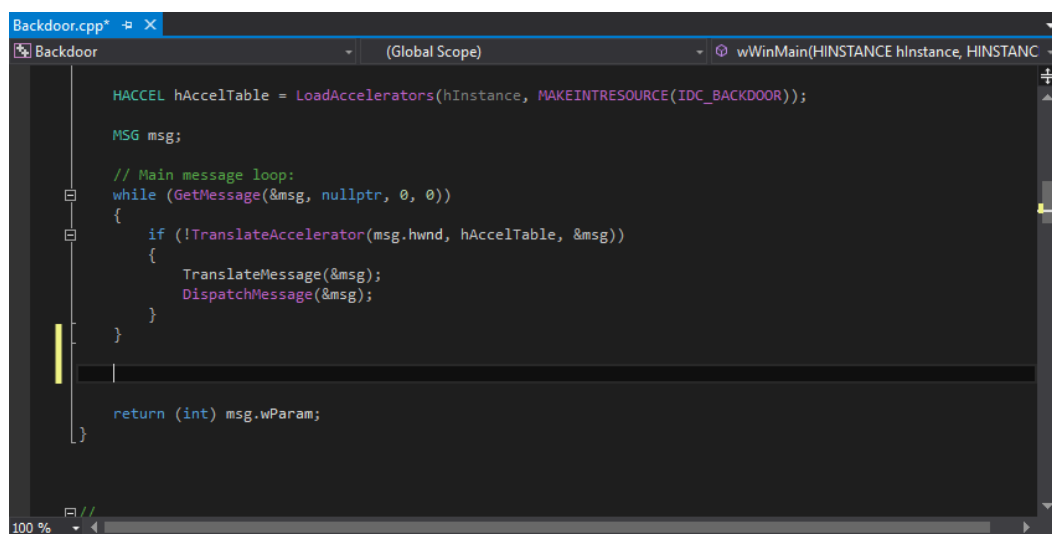 Backdoor.cpp*
Backdoor (Global Scope) wWinMain(HINSTANCE hInstance, HINSTANC
HACCEL hAccelTable = LoadAccelerators(hInstance, MAKEINTRESOURCE(IDC_BACKDOOR));
MSG msg;
// Main message loop:
while (GetMessage(&msg, nullptr, 0, 0))
{
if (!TranslateAccelerator(msg.hwnd, hAccelTable, &msg))
{
TranslateMessage(&msg);
DispatchMessage(&msg);
}
}
return (int) msg.wParam;
}
//
100 %